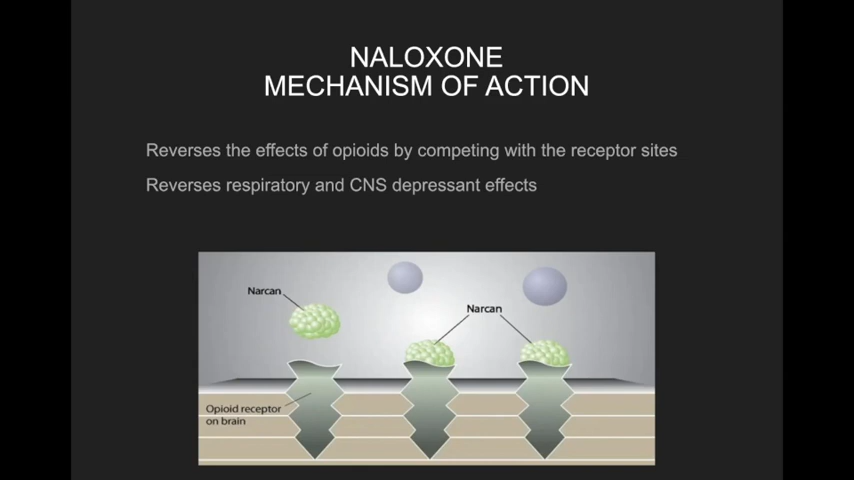 NALOXONE
MECHANISM OF ACTION
Reverses the effects of opioids by competing with the receptor sites
Reverses respiratory and CNS depressant effects
Narcan
Narcan
Opioid receptor
on brain